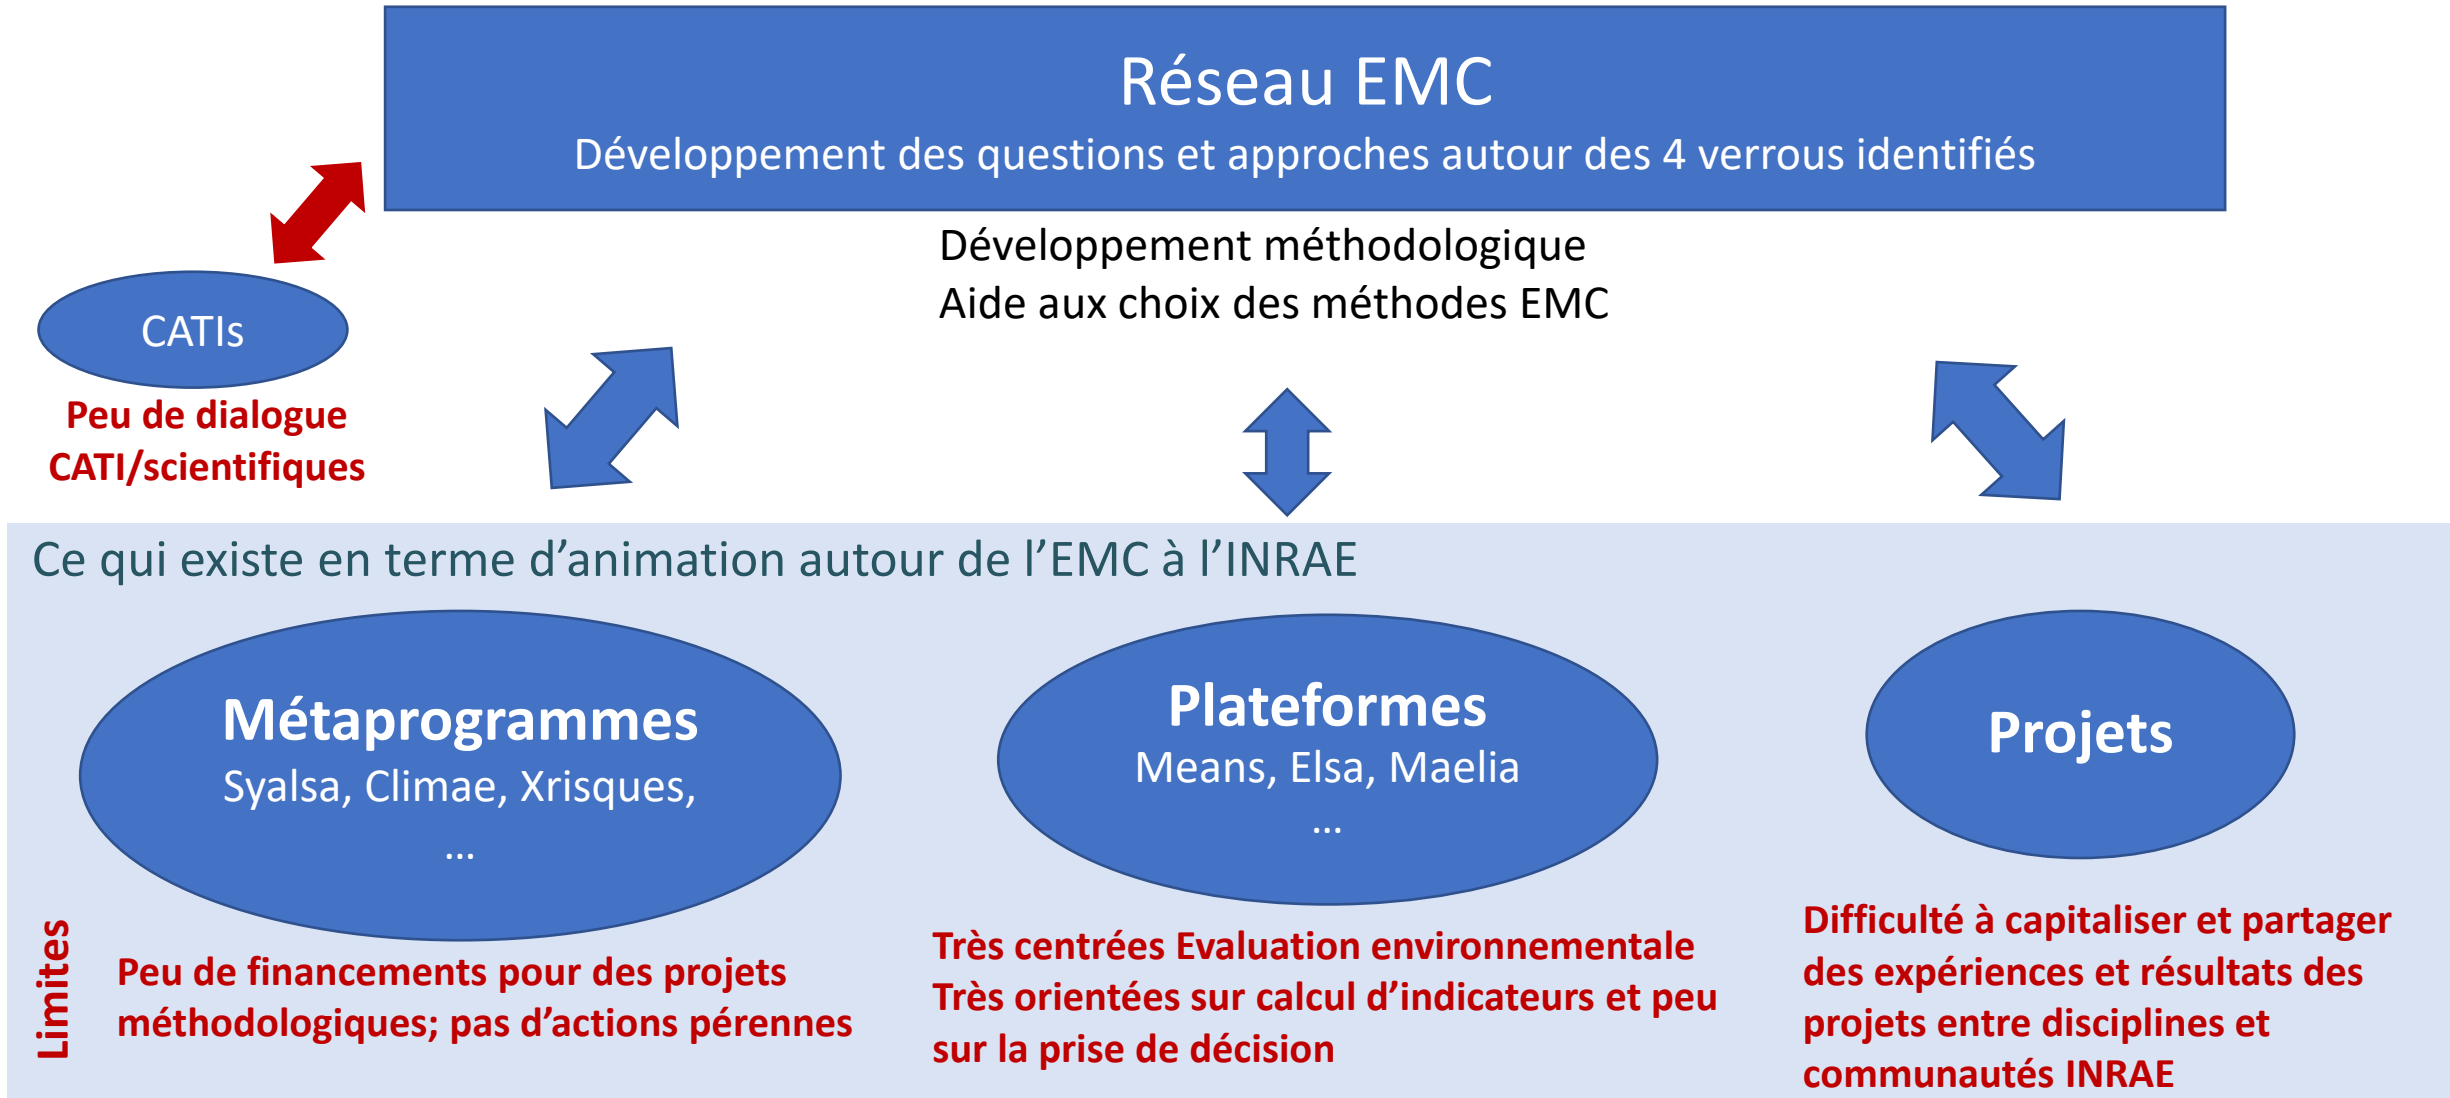 Réseau EMC
Développement des questions et approches autour des 4 verrous identifiés
Développement méthodologique
Aide aux choix des méthodes EMC
CATIs
Peu de dialogue
CATI/scientifiques
Ce qui existe en terme d’animation autour de l’EMC à l’INRAE
Métaprogrammes
Syalsa, Climae, Xrisques,
…
Plateformes
Means, Elsa, Maelia
…
Projets
Limites
Peu de financements pour des projets
méthodologiques; pas d’actions pérennes
Très centrées Evaluation environnementale
Très orientées sur calcul d’indicateurs et peu
sur la prise de décision
Difficulté à capitaliser et partager
des expériences et résultats des
projets entre disciplines et
communautés INRAE